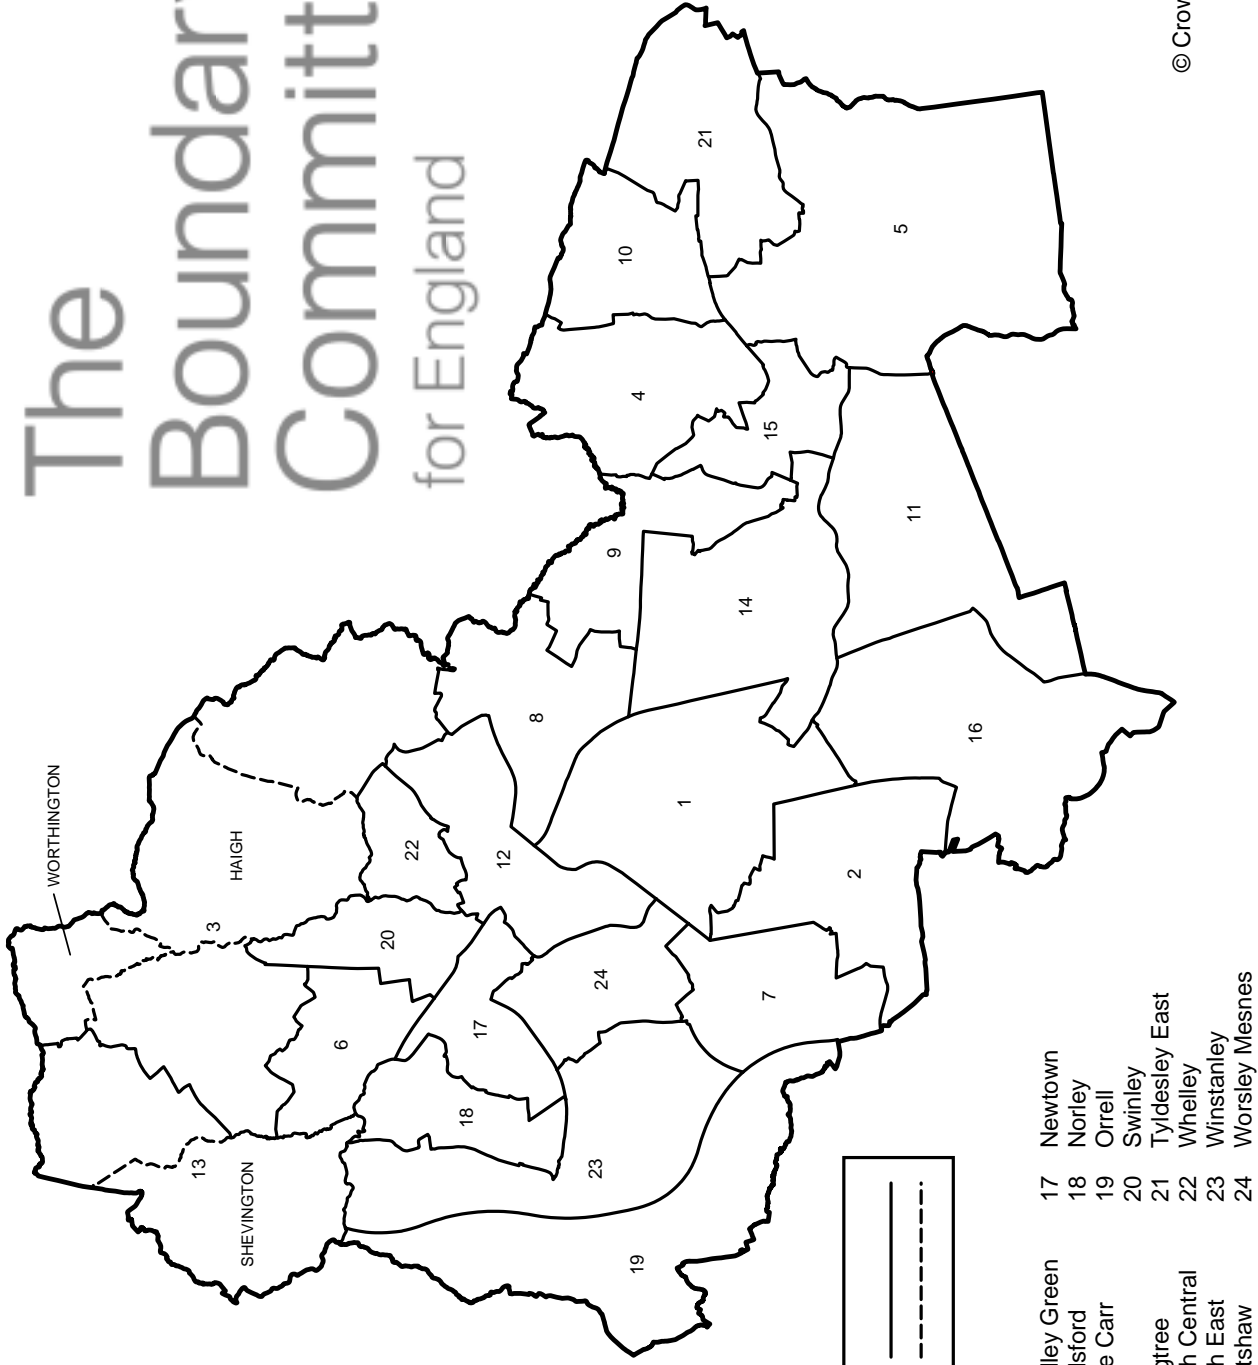 The
Boundar
Committ
for England
© Crow
WORTHINGTON
HAIGH
3
22
20
12
8
9
4
10
21
5
15
11
14
16
1
2
7
24
17
6
18
13
SHEVINGTON
23
19
lley Green
lsford
e Carr
gtree
h Central
h East
kshaw
17 Newtown
18 Norley
19 Orrell
20 Swinley
21 Tyldesley East
22 Whelley
23 Winstanley
24 Worsley Mesnes